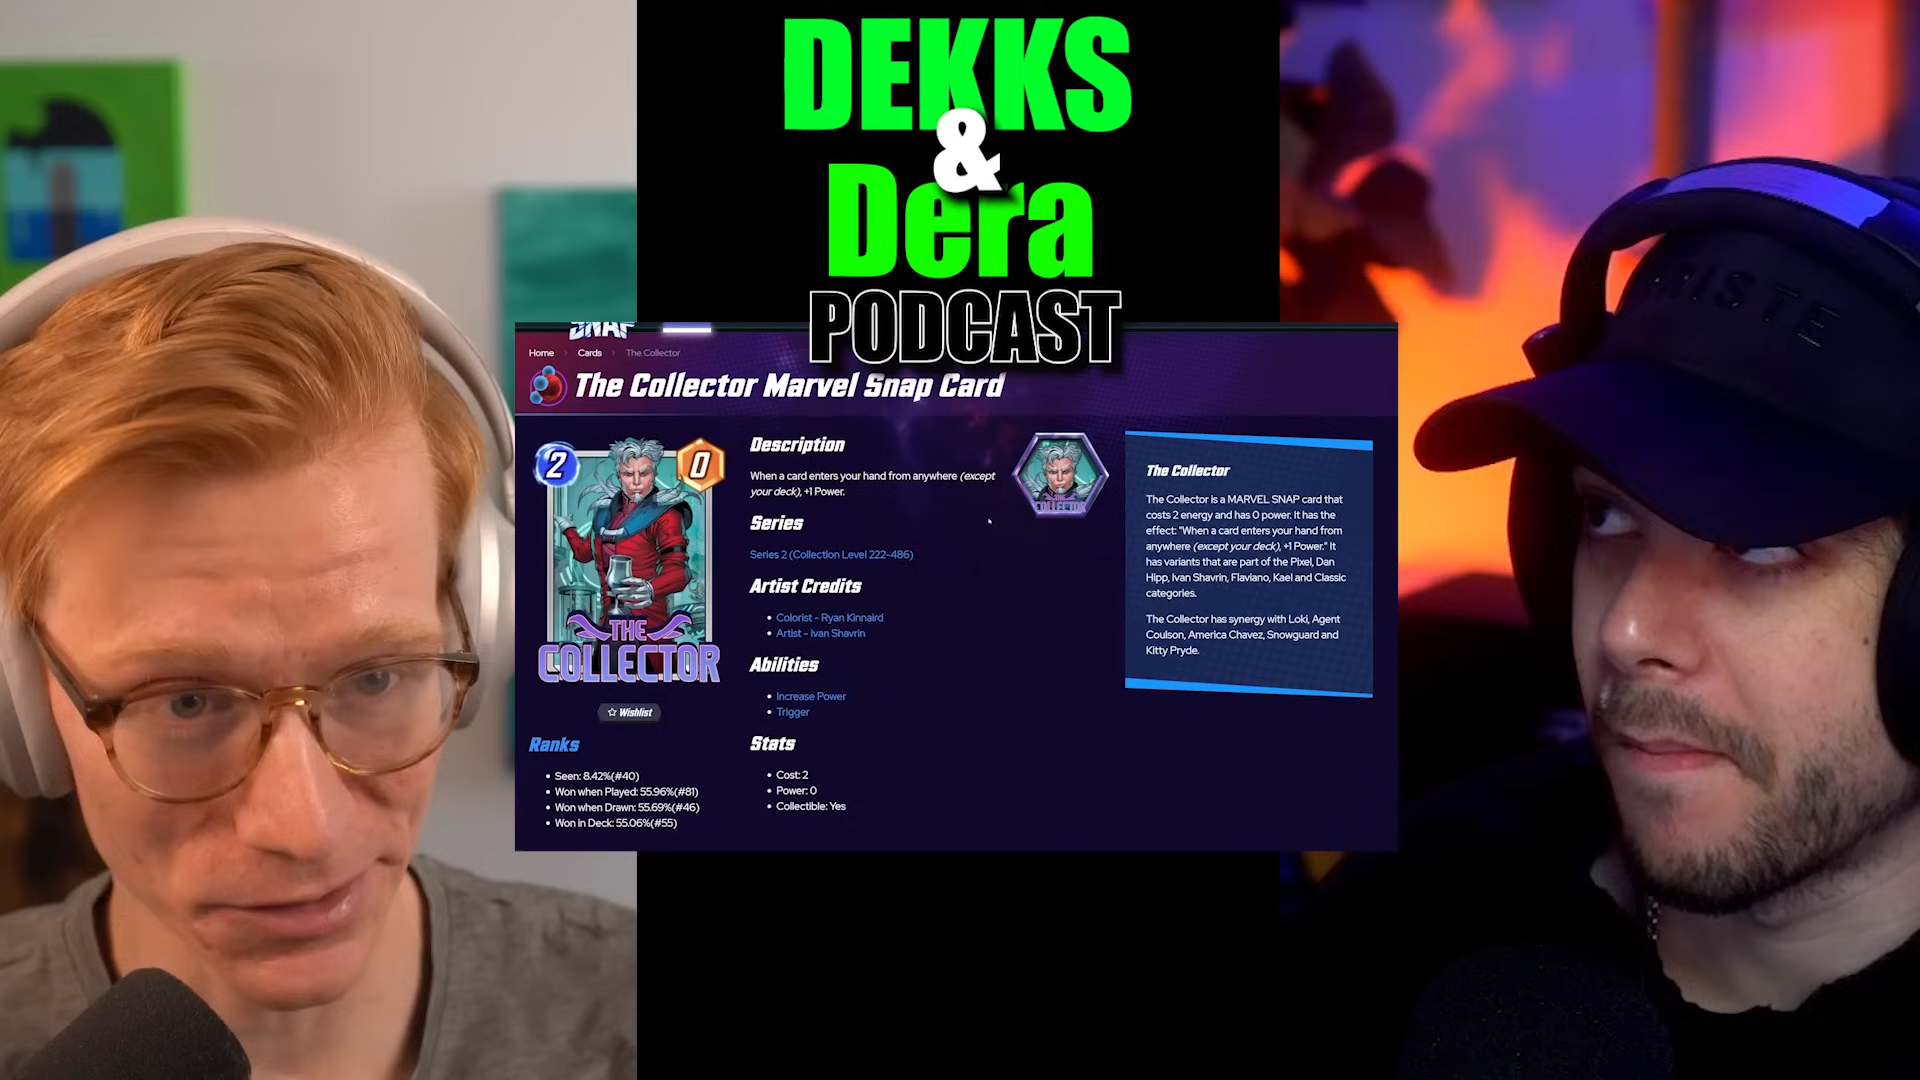 DEKKS
&
Dera
PODCAST
SNAP
Home
Cards
The Collector
The Collector Marvel Snap Card
2
0
THE
COLLECTOR
Wishlist
Ranks
Seen: 8.42%(#40)
Won when Played: 55.96%(#81)
Won when Drawn: 55.69%(#46)
Won in Deck: 55.06%(#55)
Description
When a card enters your hand from anywhere (except
your deck), +1 Power.
Series
Series 2 (Collection Level 222-486)
Artist Credits
Colorist - Ryan Kinnaird
Artist - Ivan Shavrin
Abilities
Increase Power
Trigger
Stats
Cost: 2
Power: 0
Collectible: Yes
THE
COLLECTOR
The Collector
The Collector is a MARVEL SNAP card that
costs 2 energy and has 0 power. It has the
effect: "When a card enters your hand from
anywhere (except your deck), +1 Power." It
has variants that are part of the Pixel, Dan
Hipp, Ivan Shavrin, Flaviano, Kael and Classic
categories.
The Collector has synergy with Loki, Agent
Coulson, America Chavez, Snowguard and
Kitty Pryde.